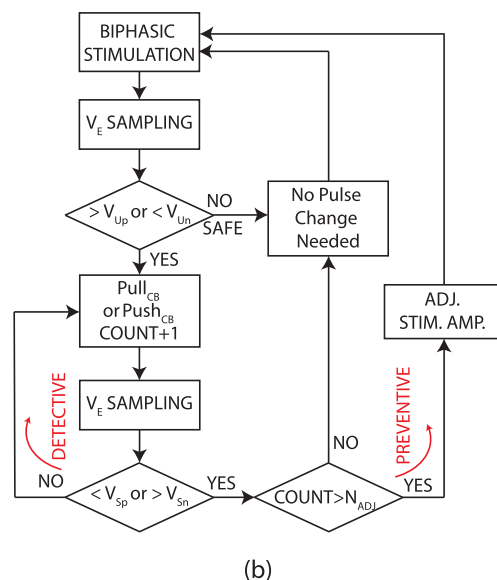 BIPHASIC
STIMULATION
V_E SAMPLING
> V_Up or < V_Un
NO
SAFE
No Pulse
Change
Needed
YES
Pull_CB
or Push_CB
COUNT+1
ADJ.
STIM. AMP.
V_E SAMPLING
DETECTIVE
NO
< V_Sp or > V_Sn
YES
COUNT>N_ADJ
NO
PREVENTIVE
YES
(b)